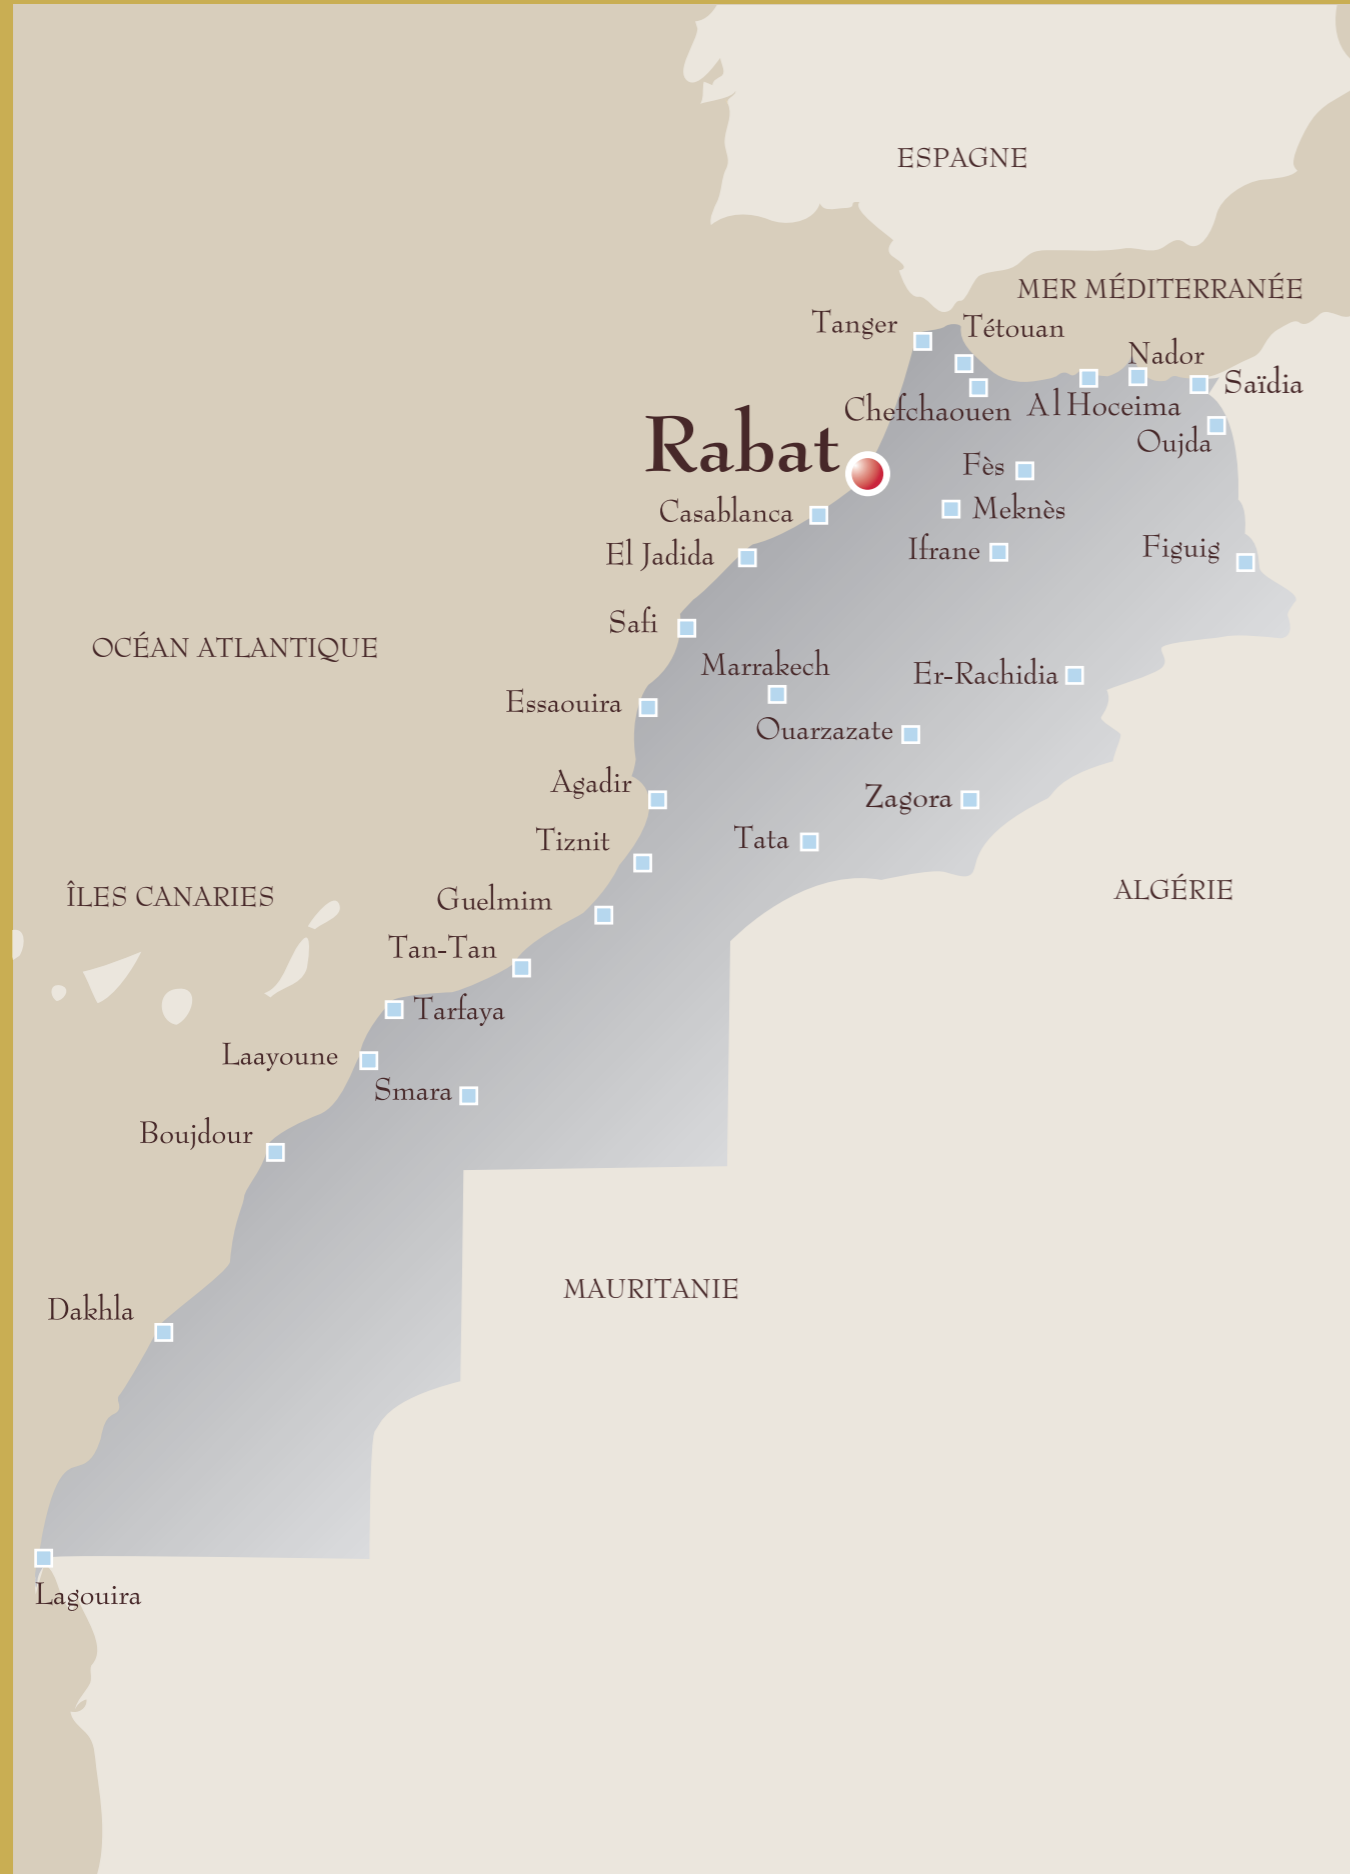 ESPAGNE
MER MÉDITERRANÉE
Tanger
Tétouan
Nador
Saïdia
Chefchaouen
Al Hoceima
Rabat
Oujda
Fès
Casablanca
Meknès
El Jadida
Ifrane
Figuig
Safi
OCÉAN ATLANTIQUE
Marrakech
Er-Rachidia
Essaouira
Ouarzazate
Agadir
Zagora
Tiznit
Tata
ÎLES CANARIES
Guelmim
ALGÉRIE
Tan-Tan
Tarfaya
Laayoune
Smara
Boujdour
MAURITANIE
Dakhla
Lagouira